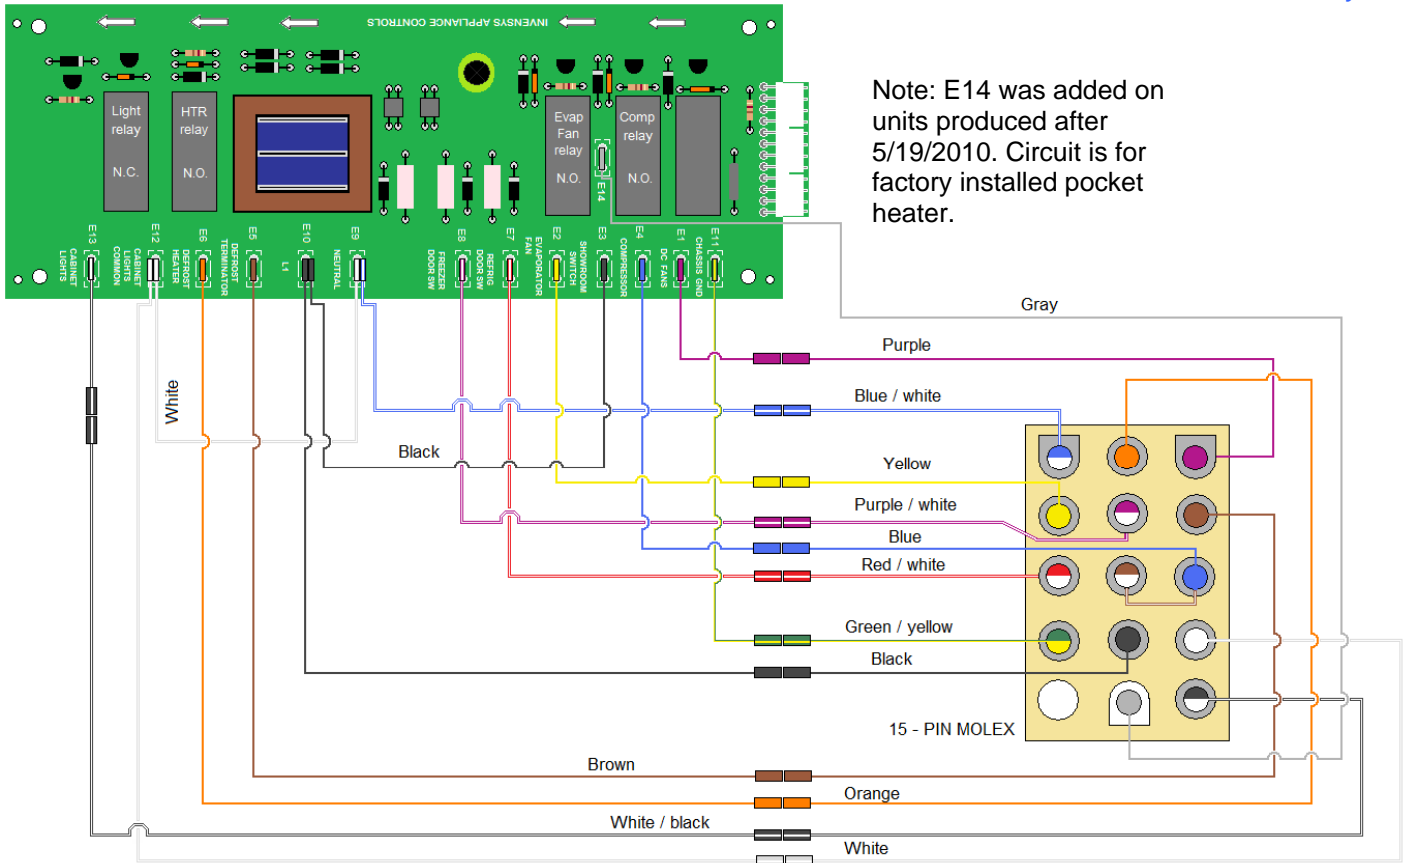 INVENSYS APPLIANCE CONTROLS
Light
relay
N.C.
HTR
relay
N.O.
Evap
Fan
relay
N.O.
Comp
relay
N.O.
E14
E13
CABINET
LIGHTS
E12
CABINET
LIGHTS
COMMON
E6
DEFROST
HEATER
E5
DEFROST
TERMINATOR
E10
L1
E9
NEUTRAL
E8
FREEZER
DOOR SW
E7
REFRIG
DOOR SW
E2
EVAPORATOR
FAN
E3
SHOWROOM
SWITCH
E4
COMPRESSOR
E1
DC FANS
E11
CHASSIS GND
Note: E14 was added on
units produced after
5/19/2010. Circuit is for
factory installed pocket
heater.
Gray
Purple
Blue / white
White
Black
Yellow
Purple / white
Blue
Red / white
Green / yellow
Black
15 - PIN MOLEX
Brown
Orange
White / black
White